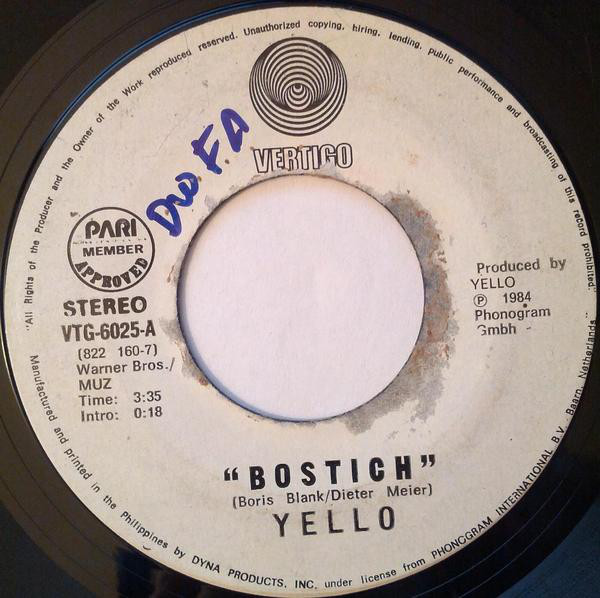 "All Rights of the Producer and the Owner of the Work reproduced reserved. Unauthorized copying, hiring, lending, public performance and broadcasting of this record prohibited."
VERTIGO
PARI
MEMBER
APPROVED
STEREO
VTG-6025-A
(822 160-7)
Warner Bros./
MUZ
Time: 3:35
Intro: 0:18
Produced by
YELLO
Ⓟ 1984
Phonogram
Gmbh
"BOSTICH"
(Boris Blank/Dieter Meier)
YELLO
Manufactured and printed in the Philippines by DYNA PRODUCTS, INC. under license from PHONOGRAM INTERNATIONAL B.V. Baarn, Netherlands